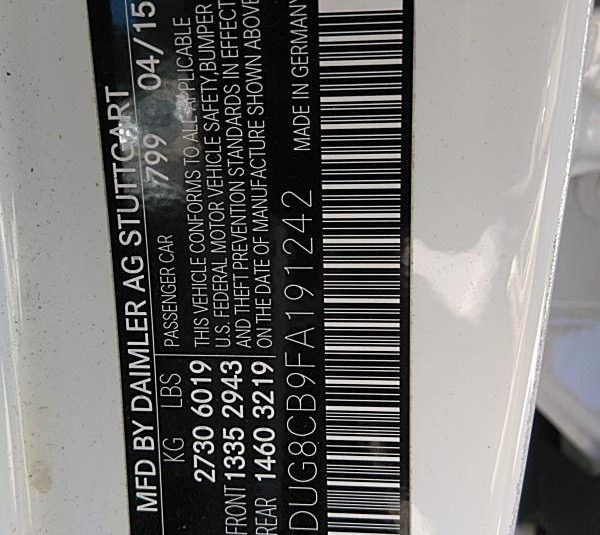 MFD BY DAIMLER AG STUTTGART
799 04/15
KG LBS PASSENGER CAR
2730 6019 THIS VEHICLE CONFORMS TO ALL APPLICABLE
FRONT 1335 2943 U.S. FEDERAL MOTOR VEHICLE SAFETY, BUMPER
REAR 1460 3219 AND THEFT PREVENTION STANDARDS IN EFFECT
ON THE DATE OF MANUFACTURE SHOWN ABOVE
DUG8CB9FA191242 MADE IN GERMANY